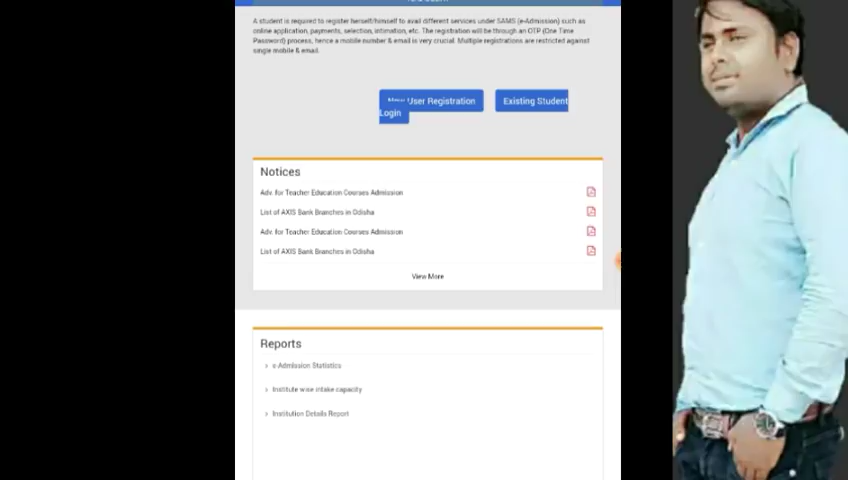 A student is required to register herself/himself to avail different services under SAMS (e-Admission) such as
online application, payments, selection, intimation, etc. The registration will be through an OTP (One Time
Password) process, hence a mobile number & email is very crucial. Multiple registrations are restricted against
single mobile & email.
New User Registration
Existing Student
Login
Notices
Adv. for Teacher Education Courses Admission
List of AXIS Bank Branches in Odisha
Adv. for Teacher Education Courses Admission
List of AXIS Bank Branches in Odisha
View More
Reports
e-Admission Statistics
Institute wise intake capacity
Institution Details Report